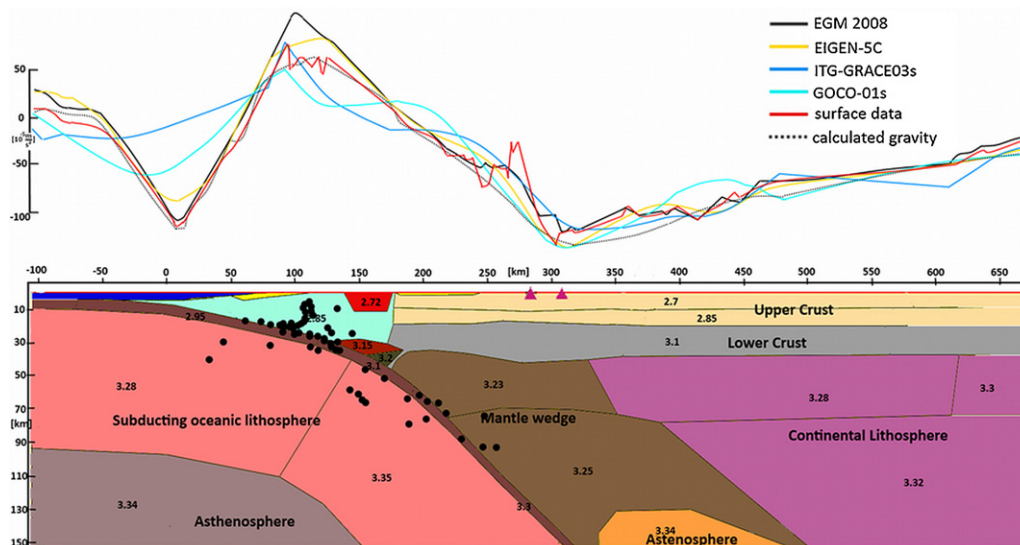 EGM 2008
EIGEN-5C
ITG-GRACE03s
GOCO-01s
surface data
calculated gravity
50
0
-50
-100
-100 -50 0 50 100 150 200 250 [km] 300 350 400 450 500 550 600 650
10
30
50
70
[km]
90
110
130
150
2.72
2.7
Upper Crust
2.95
2.85
2.85
3.15
3.1
Lower Crust
3.2
3.1
3.28
3.23
3.28
3.3
Subducting oceanic lithosphere
Mantle wedge
Continental Lithosphere
3.35
3.25
3.32
3.34
3.3
3.34
Asthenosphere
Astenosphere